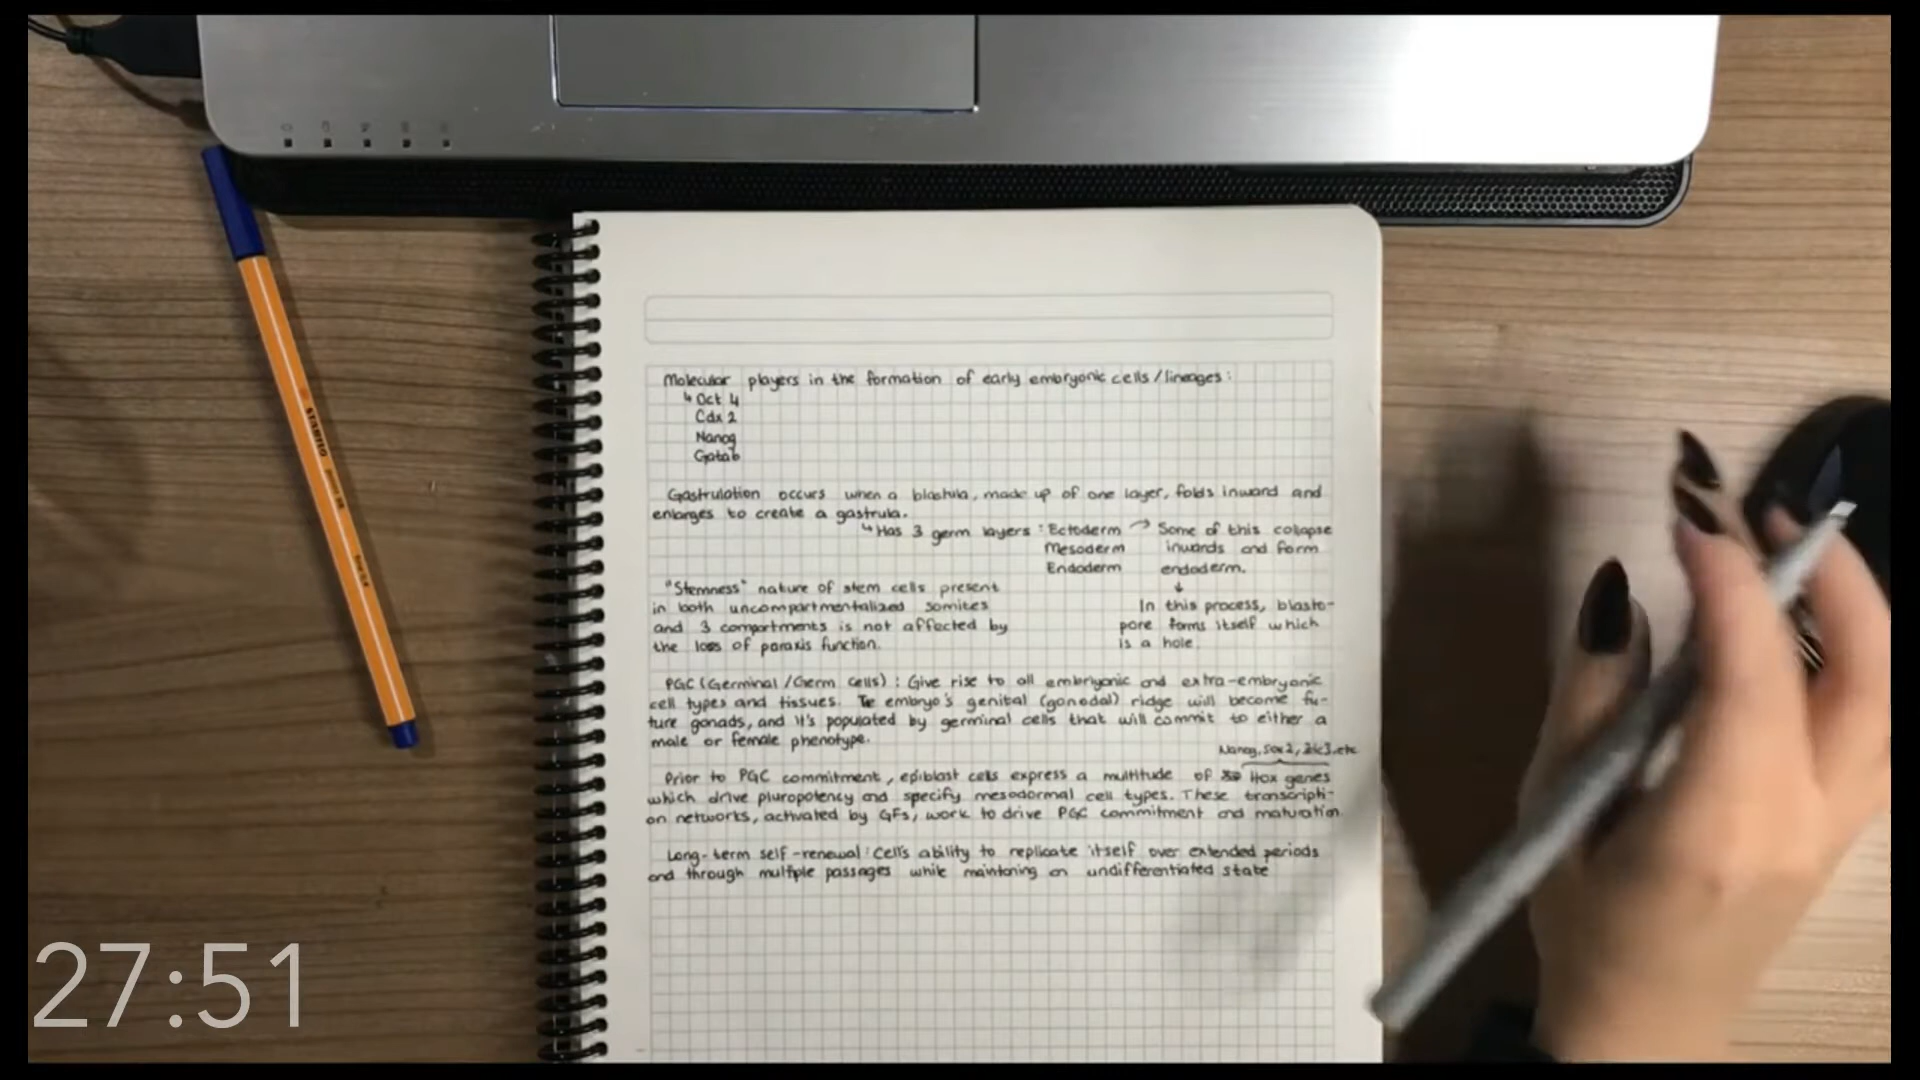 Molecular players in the formation of early embryonic cells/lineages:
↳ Oct 4
Cdx 2
Nanog
Gata6
Gastrulation occurs when a blastula, made up of one layer, folds inward and
enlarges to create a gastrula.
↳ Has 3 germ layers: Ectoderm → Some of this collapse
Mesoderm inwards and form
Endoderm endoderm.
↓
"Stemness" nature of stem cells present
in both uncompartmentalized somites
and 3 compartments is not affected by
the loss of paraxis function.
In this process, blasto-
pore forms itself which
is a hole.
PGC (Germinal/Germ cells): Give rise to all embriyonic and extra-embryonic
cell types and tissues. Te embryo's genital (gonadal) ridge will become fu-
ture gonads, and it's populated by germinal cells that will commit to either a
male or female phenotype.
Nanog, Sox2, Zic3, etc
Prior to PGC commitment, epiblast cells express a multitude of Hox genes
which drive pluropotency and specify mesodormal cell types. These transcripti-
on networks, activated by GFs, work to drive PGC commitment and maturation
Long-term self-renewal: Cell's ability to replicate itself over extended periods
and through multiple passages while maintaning an undifferentiated state
STABILO
27:51